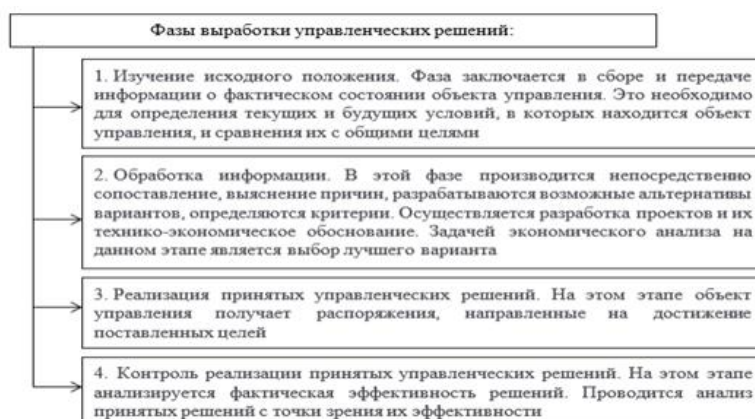 Фазы выработки управленческих решений:
1. Изучение исходного положения. Фаза заключается в сборе и передаче
информации о фактическом состоянии объекта управления. Это необходимо
для определения текущих и будущих условий, в которых находится объект
управления, и сравнения их с общими целями
2. Обработка информации. В этой фазе производится непосредственно
сопоставление, выяснение причин, разрабатываются возможные альтернативы
вариантов, определяются критерии. Осуществляется разработка проектов и их
технико-экономическое обоснование. Задачей экономического анализа на
данном этапе является выбор лучшего варианта
3. Реализация принятых управленческих решений. На этом этапе объект
управления получает распоряжения, направленные на достижение
поставленных целей
4. Контроль реализации принятых управленческих решений. На этом этапе
анализируется фактическая эффективность решений. Проводится анализ
принятых решений с точки зрения их эффективности